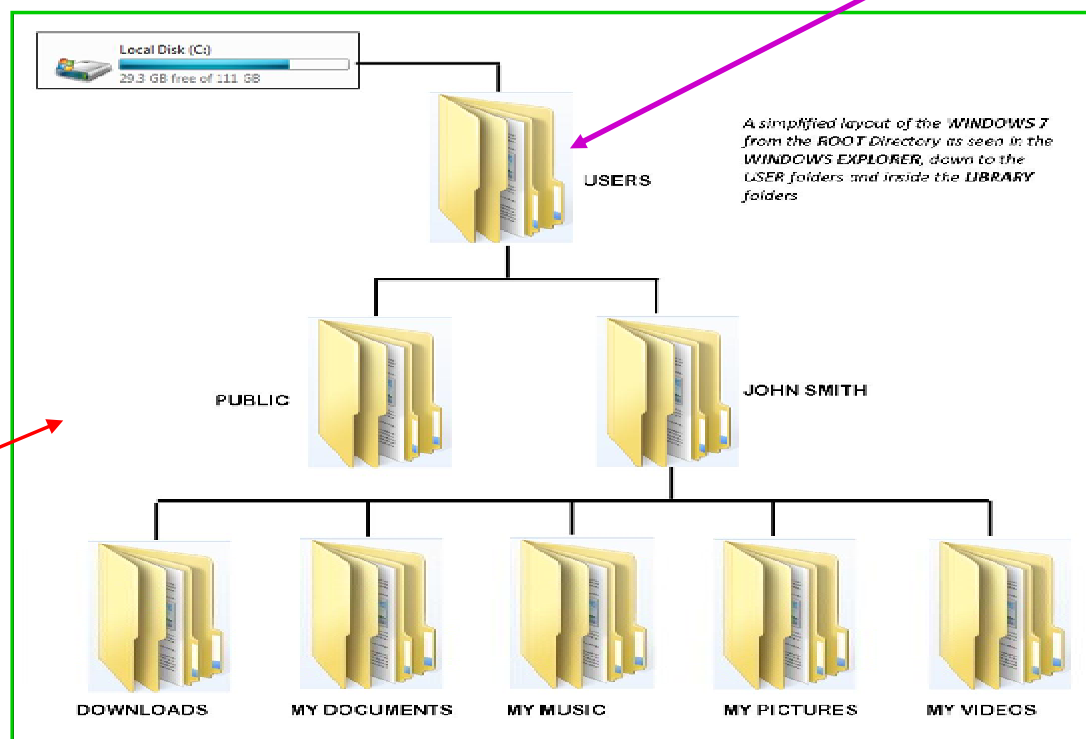 Local Disk (C:)
29.3 GB free of 111 GB
A simplified layout of the WINDOWS 7
from the ROOT Directory as seen in the
WINDOWS EXPLORER, down to the
USER folders and inside the LIBRARY
folders
USERS
PUBLIC
JOHN SMITH
DOWNLOADS
MY DOCUMENTS
MY MUSIC
MY PICTURES
MY VIDEOS